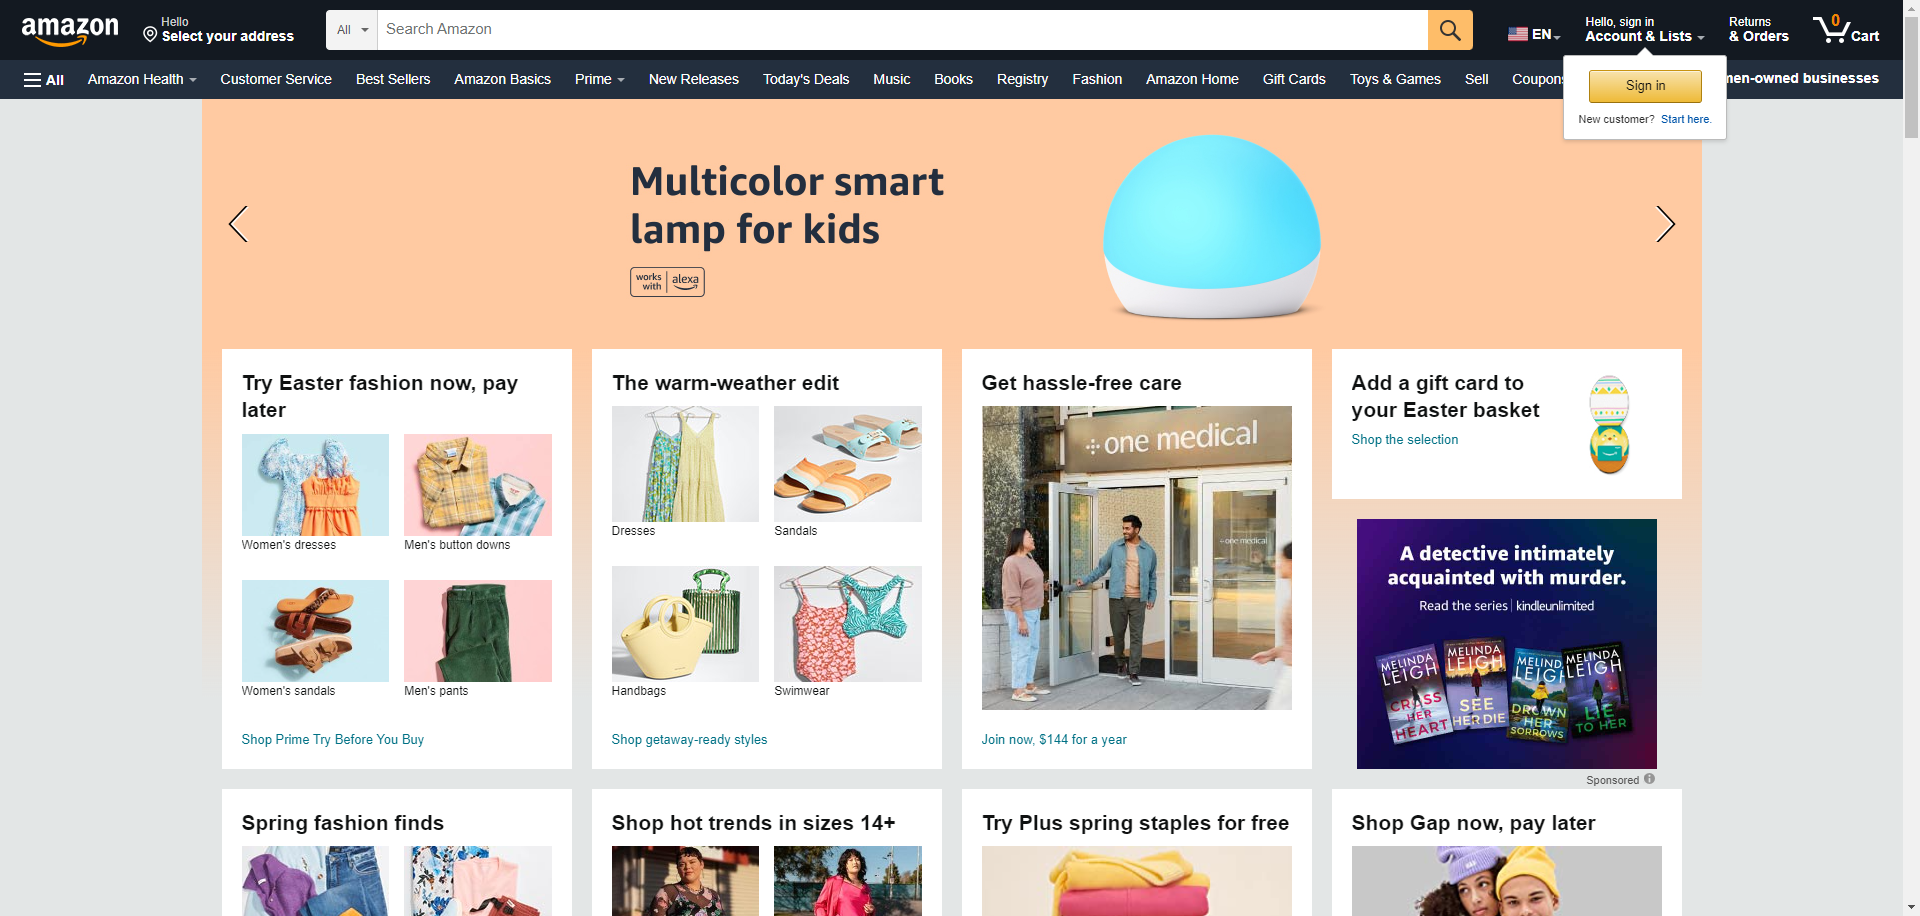 amazon
Hello
Select your address
All
Search Amazon
EN
Hello, sign in
Account & Lists
Returns
& Orders
0
Cart
All
Amazon Health
Customer Service
Best Sellers
Amazon Basics
Prime
New Releases
Today's Deals
Music
Books
Registry
Fashion
Amazon Home
Gift Cards
Toys & Games
Sell
Coupons
men-owned businesses
Sign in
New customer? Start here.
Multicolor smart
lamp for kids
works with alexa
Try Easter fashion now, pay
later
Women's dresses
Men's button downs
Women's sandals
Men's pants
Shop Prime Try Before You Buy
The warm-weather edit
Dresses
Sandals
Handbags
Swimwear
Shop getaway-ready styles
Get hassle-free care
one medical
one medical
Join now, $144 for a year
Add a gift card to
your Easter basket
Shop the selection
A detective intimately
acquainted with murder.
Read the series | kindleunlimited
MELINDA
LEIGH
CROSS
HER
HEART
MELINDA
LEIGH
SEE
HER DIE
MELINDA
LEIGH
DROWN
HER
SORROWS
MELINDA
LEIGH
LIE
TO HER
Sponsored
Spring fashion finds
Shop hot trends in sizes 14+
Try Plus spring staples for free
Shop Gap now, pay later